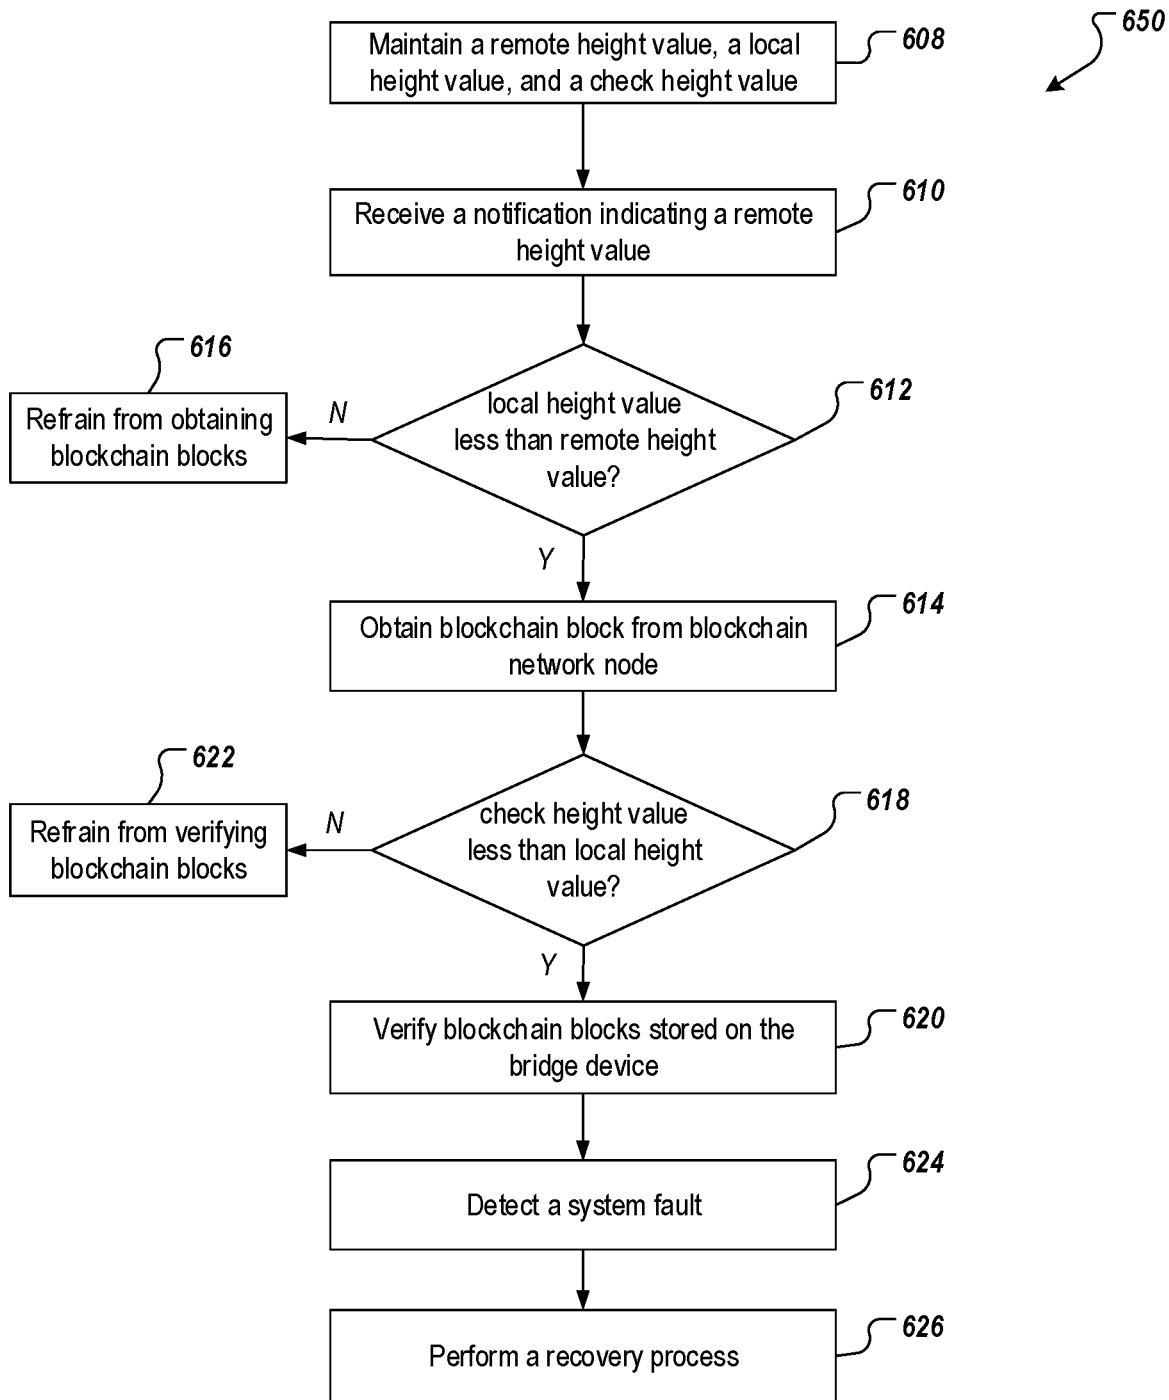 650
Maintain a remote height value, a local
height value, and a check height value
608
Receive a notification indicating a remote
height value
610
616
Refrain from obtaining
blockchain blocks
N
local height value
less than remote height
value?
612
Y
Obtain blockchain block from blockchain
network node
614
622
Refrain from verifying
blockchain blocks
N
check height value
less than local height
value?
618
Y
Verify blockchain blocks stored on the
bridge device
620
Detect a system fault
624
Perform a recovery process
626